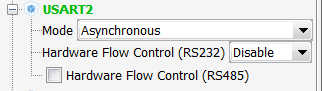 USART2
Mode Asynchronous
Hardware Flow Control (RS232) Disable
Hardware Flow Control (RS485)